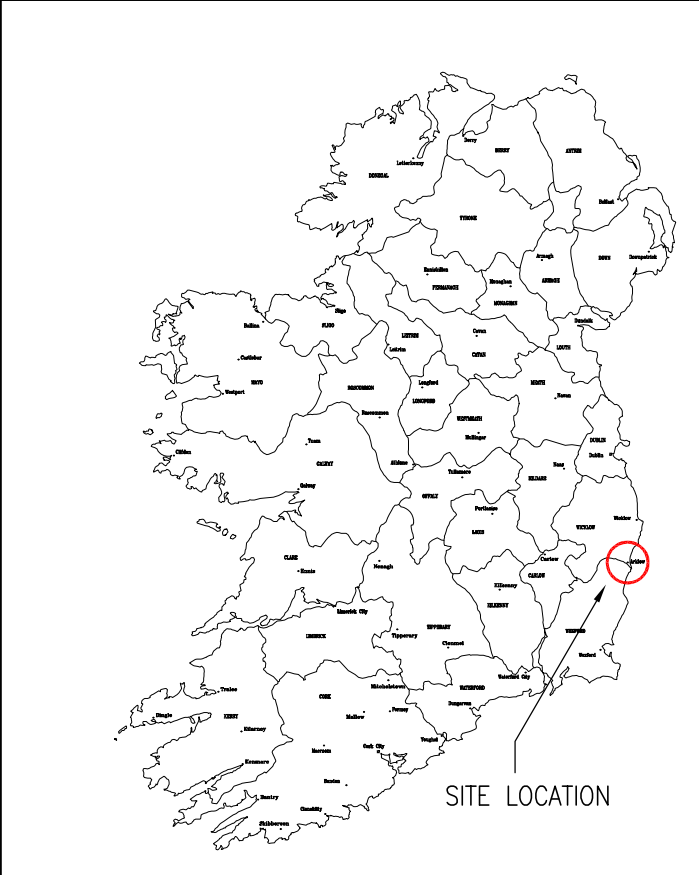 Derry
DERRY
ANTRIM
Letterkenny
DONEGAL
Belfast
TYRONE
Armagh
DOWN
Downpatrick
Enniskillen
FERMANAGH
Monaghan
ARMAGH
MONAGHAN
Sligo
SLIGO
Ballina
Dundalk
Cavan
LEITRIM
Leitrim
LOUTH
CAVAN
Castlebar
MAYO
Westport
ROSCOMMON
Longford
LONGFORD
MEATH
Navan
Roscommon
WESTMEATH
Mullingar
DUBLIN
Dublin
Tuam
Clifden
GALWAY
Athlone
Tullamore
Naas
KILDARE
Galway
OFFALY
Portlaoise
LAOIS
WICKLOW
Wicklow
CLARE
Ennis
Nenagh
Carlow
CARLOW
Arklow
Kilkenny
KILKENNY
Limerick City
LIMERICK
Tipperary
TIPPERARY
Clonmel
WEXFORD
Wexford
Waterford City
WATERFORD
Dungarvan
Mitchelstown
CORK
Tralee
Dingle
KERRY
Killarney
Mallow
Fermoy
Youghal
Cork City
Macroom
Kenmare
Bandon
Bantry
Clonakilty
Skibbereen
SITE LOCATION